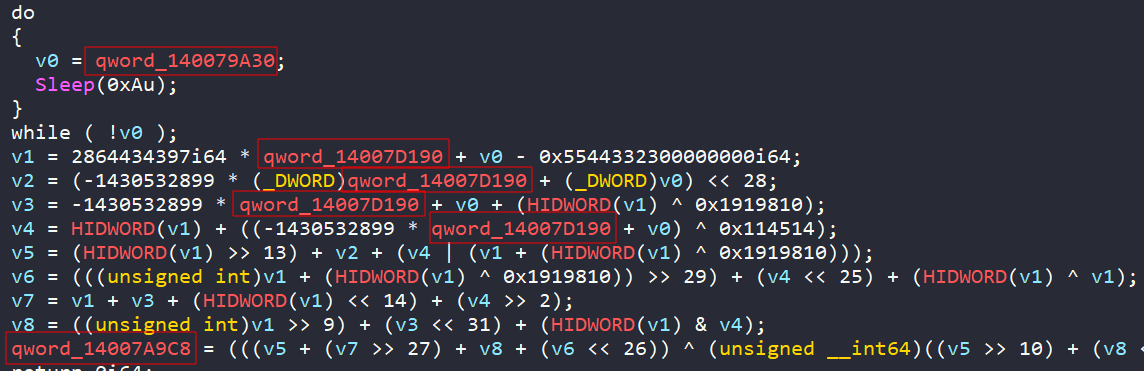 do
{
v0 = qword_140079A30;
Sleep(0xAu);
}
while ( !v0 );
v1 = 2864434397i64 * qword_14007D190 + v0 - 0x5544332300000000i64;
v2 = (-1430532899 * (_DWORD)qword_14007D190 + (_DWORD)v0) << 28;
v3 = -1430532899 * qword_14007D190 + v0 + (HIDWORD(v1) ^ 0x1919810);
v4 = HIDWORD(v1) + ((-1430532899 * qword_14007D190 + v0) ^ 0x114514);
v5 = (HIDWORD(v1) >> 13) + v2 + (v4 | (v1 + (HIDWORD(v1) ^ 0x1919810)));
v6 = (((unsigned int)v1 + (HIDWORD(v1) ^ 0x1919810)) >> 29) + (v4 << 25) + (HIDWORD(v1) ^ v1);
v7 = v1 + v3 + (HIDWORD(v1) << 14) + (v4 >> 2);
v8 = ((unsigned int)v1 >> 9) + (v3 << 31) + (HIDWORD(v1) & v4);
qword_14007A9C8 = (((v5 + (v7 >> 27) + v8 + (v6 << 26)) ^ (unsigned __int64)((v5 >> 10) + (v8 <
return 0i64;